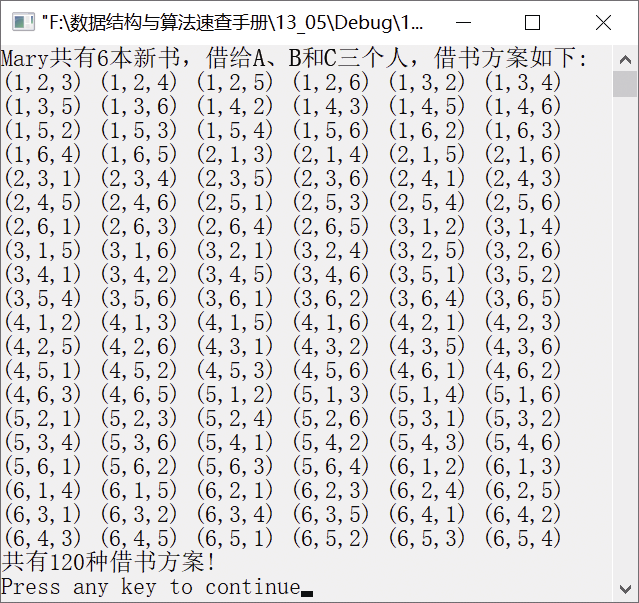 "F:\数据结构与算法速查手册\13_05\Debug\1...
Mary共有6本新书，借给A、B和C三个人，借书方案如下:
(1,2,3) (1,2,4) (1,2,5) (1,2,6) (1,3,2) (1,3,4)
(1,3,5) (1,3,6) (1,4,2) (1,4,3) (1,4,5) (1,4,6)
(1,5,2) (1,5,3) (1,5,4) (1,5,6) (1,6,2) (1,6,3)
(1,6,4) (1,6,5) (2,1,3) (2,1,4) (2,1,5) (2,1,6)
(2,3,1) (2,3,4) (2,3,5) (2,3,6) (2,4,1) (2,4,3)
(2,4,5) (2,4,6) (2,5,1) (2,5,3) (2,5,4) (2,5,6)
(2,6,1) (2,6,3) (2,6,4) (2,6,5) (3,1,2) (3,1,4)
(3,1,5) (3,1,6) (3,2,1) (3,2,4) (3,2,5) (3,2,6)
(3,4,1) (3,4,2) (3,4,5) (3,4,6) (3,5,1) (3,5,2)
(3,5,4) (3,5,6) (3,6,1) (3,6,2) (3,6,4) (3,6,5)
(4,1,2) (4,1,3) (4,1,5) (4,1,6) (4,2,1) (4,2,3)
(4,2,5) (4,2,6) (4,3,1) (4,3,2) (4,3,5) (4,3,6)
(4,5,1) (4,5,2) (4,5,3) (4,5,6) (4,6,1) (4,6,2)
(4,6,3) (4,6,5) (5,1,2) (5,1,3) (5,1,4) (5,1,6)
(5,2,1) (5,2,3) (5,2,4) (5,2,6) (5,3,1) (5,3,2)
(5,3,4) (5,3,6) (5,4,1) (5,4,2) (5,4,3) (5,4,6)
(5,6,1) (5,6,2) (5,6,3) (5,6,4) (6,1,2) (6,1,3)
(6,1,4) (6,1,5) (6,2,1) (6,2,3) (6,2,4) (6,2,5)
(6,3,1) (6,3,2) (6,3,4) (6,3,5) (6,4,1) (6,4,2)
(6,4,3) (6,4,5) (6,5,1) (6,5,2) (6,5,3) (6,5,4)
共有120种借书方案!
Press any key to continue